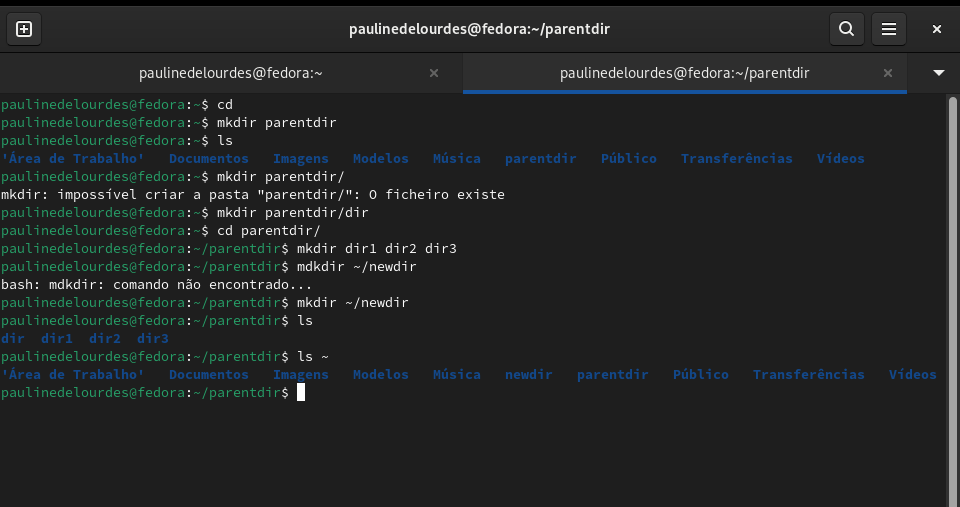 paulinedelourdes@fedora:~/parentdir
paulinedelourdes@fedora:~
paulinedelourdes@fedora:~/parentdir
paulinedelourdes@fedora:~$ cd
paulinedelourdes@fedora:~$ mkdir parentdir
paulinedelourdes@fedora:~$ ls
'Área de Trabalho'   Documentos   Imagens   Modelos   Música   parentdir   Público   Transferências   Vídeos
paulinedelourdes@fedora:~$ mkdir parentdir/
mkdir: impossível criar a pasta "parentdir/": O ficheiro existe
paulinedelourdes@fedora:~$ mkdir parentdir/dir
paulinedelourdes@fedora:~$ cd parentdir/
paulinedelourdes@fedora:~/parentdir$ mkdir dir1 dir2 dir3
paulinedelourdes@fedora:~/parentdir$ mdkdir ~/newdir
bash: mdkdir: comando não encontrado...
paulinedelourdes@fedora:~/parentdir$ mkdir ~/newdir
paulinedelourdes@fedora:~/parentdir$ ls
dir  dir1  dir2  dir3
paulinedelourdes@fedora:~/parentdir$ ls ~
'Área de Trabalho'   Documentos   Imagens   Modelos   Música   newdir   parentdir   Público   Transferências   Vídeos
paulinedelourdes@fedora:~/parentdir$